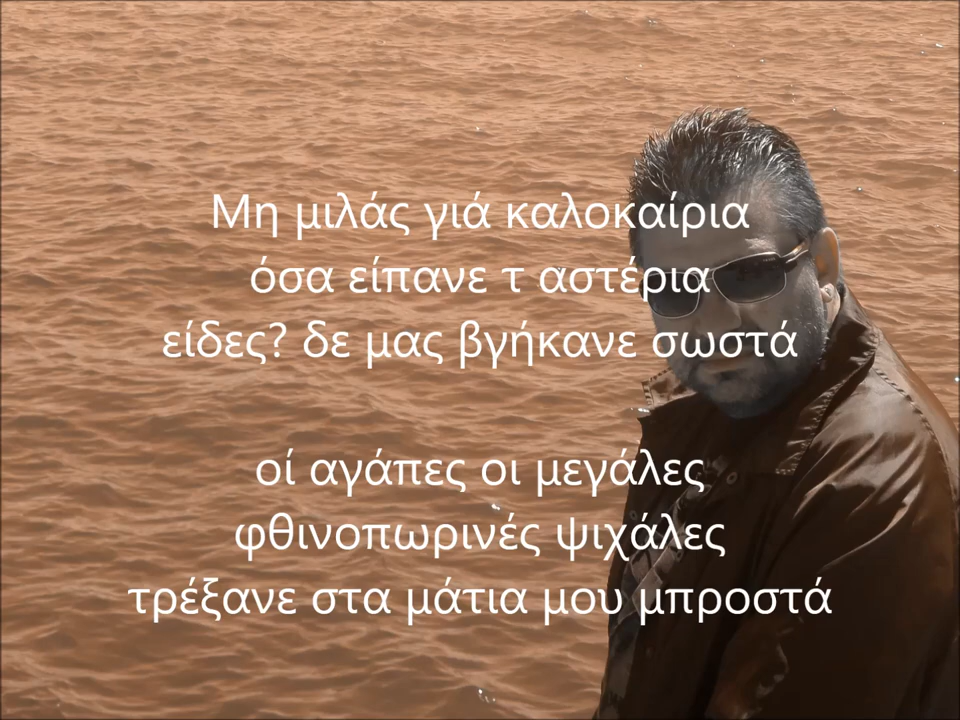 Μη μιλάς γιά καλοκαίρια
όσα είπανε τ αστέρια
είδες? δε μας βγήκανε σωστά
οί αγάπες οι μεγάλες
φθινοπωρινές ψιχάλες
τρέξανε στα μάτια μου μπροστά